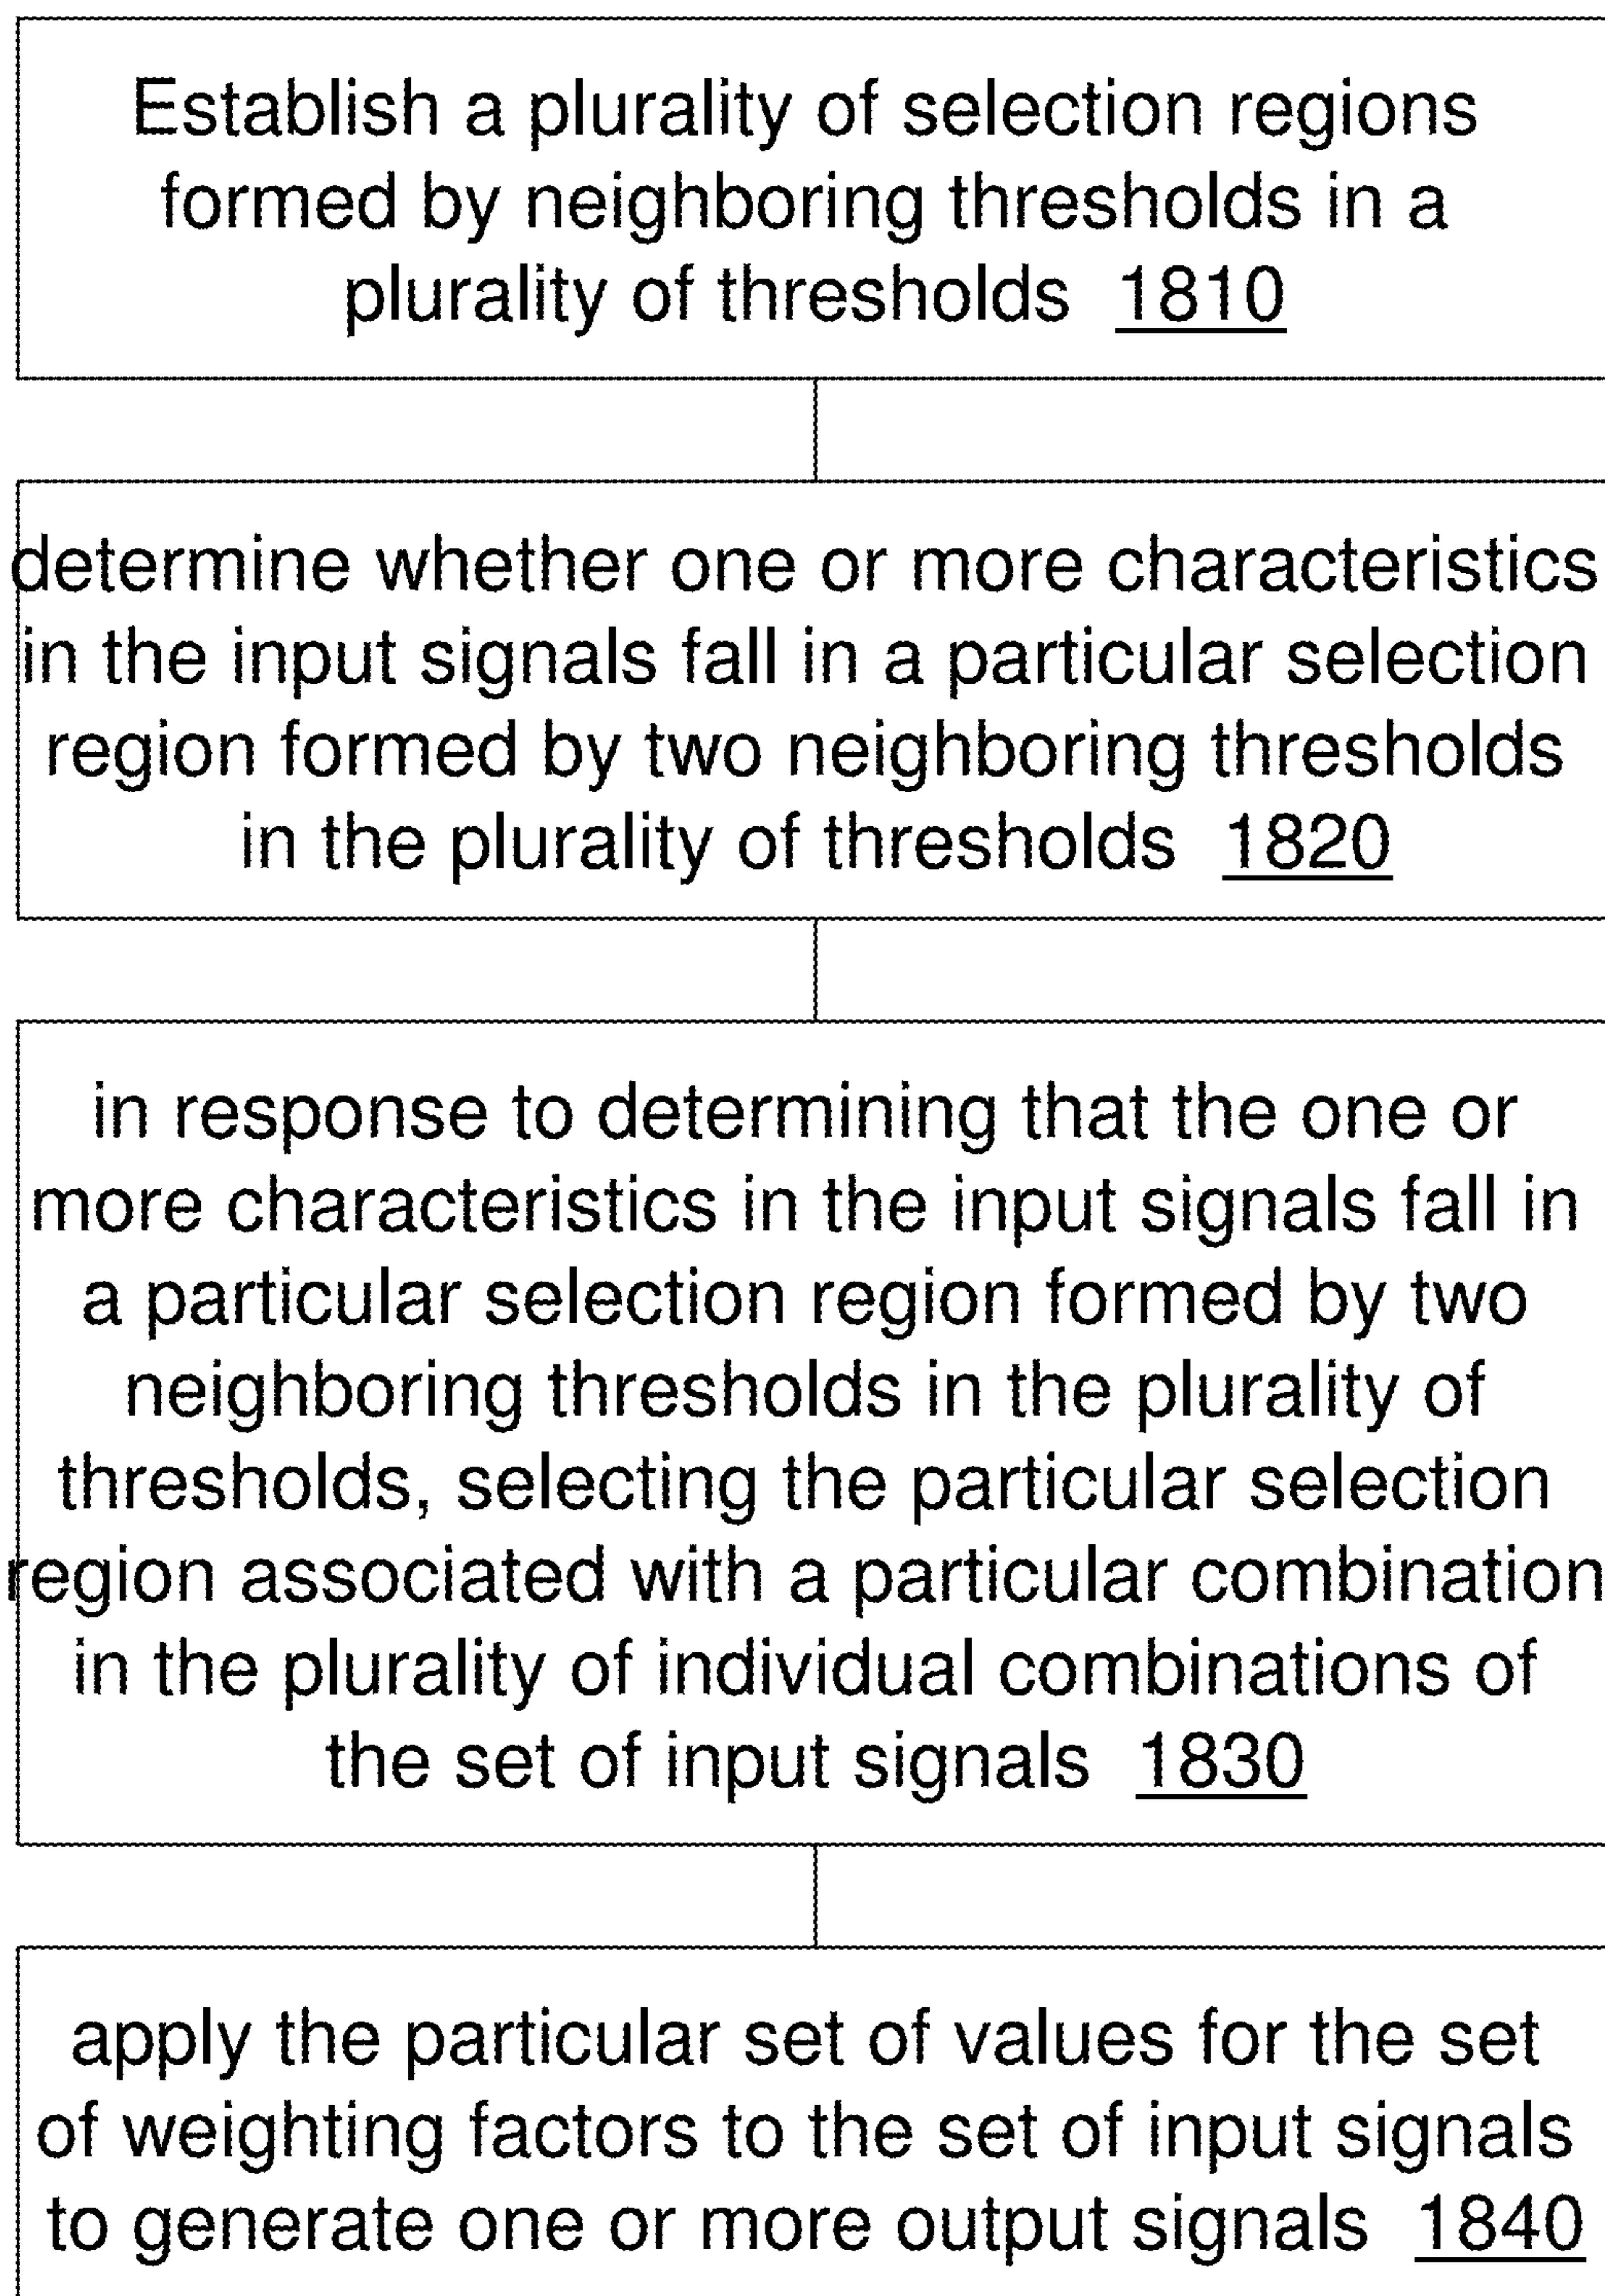 Establish a plurality of selection regions
formed by neighboring thresholds in a
plurality of thresholds 1810
determine whether one or more characteristics
in the input signals fall in a particular selection
region formed by two neighboring thresholds
in the plurality of thresholds 1820
in response to determining that the one or
more characteristics in the input signals fall in
a particular selection region formed by two
neighboring thresholds in the plurality of
thresholds, selecting the particular selection
region associated with a particular combination
in the plurality of individual combinations of
the set of input signals 1830
apply the particular set of values for the set
of weighting factors to the set of input signals
to generate one or more output signals 1840